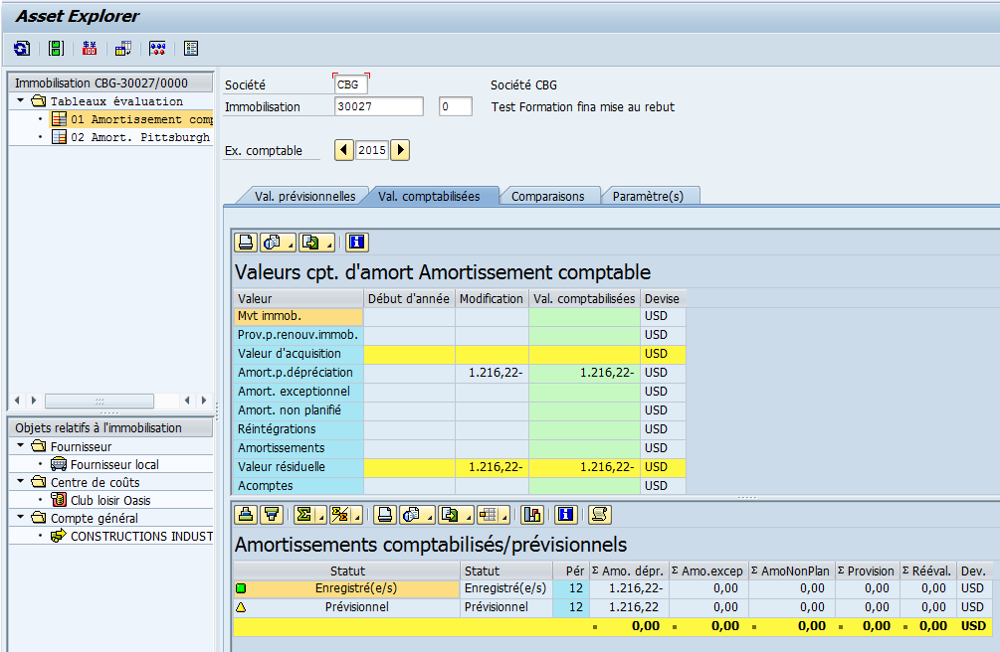 Asset Explorer
Immobilisation CBG-30027/0000
Tableaux évaluation
01 Amortissement comp
02 Amort. Pittsburgh
Objets relatifs à l'immobilisation
Fournisseur
Fournisseur local
Centre de coûts
Club loisir Oasis
Compte général
CONSTRUCTIONS INDUST
Société CBG Société CBG
Immobilisation 30027 0 Test Formation fina mise au rebut
Ex. comptable 2015
Val. prévisionnelles Val. comptabilisées Comparaisons Paramètre(s)
Valeurs cpt. d'amort Amortissement comptable
Valeur Début d'année Modification Val. comptabilisées Devise
Mvt immob. USD
Prov.p.renouv.immob. USD
Valeur d'acquisition USD
Amort.p.dépréciation 1.216,22- 1.216,22- USD
Amort. exceptionnel USD
Amort. non planifié USD
Réintégrations USD
Amortissements USD
Valeur résiduelle 1.216,22- 1.216,22- USD
Acomptes USD
Amortissements comptabilisés/prévisionnels
Statut Statut Pér Σ Amo. dépr. Σ Amo.excep Σ AmoNonPlan Σ Provision Σ Rééval. Dev.
Enregistré(e/s) Enregistré(e/s) 12 1.216,22- 0,00 0,00 0,00 0,00 USD
Prévisionnel Prévisionnel 12 1.216,22 0,00 0,00 0,00 0,00 USD
0,00 0,00 0,00 0,00 0,00 USD